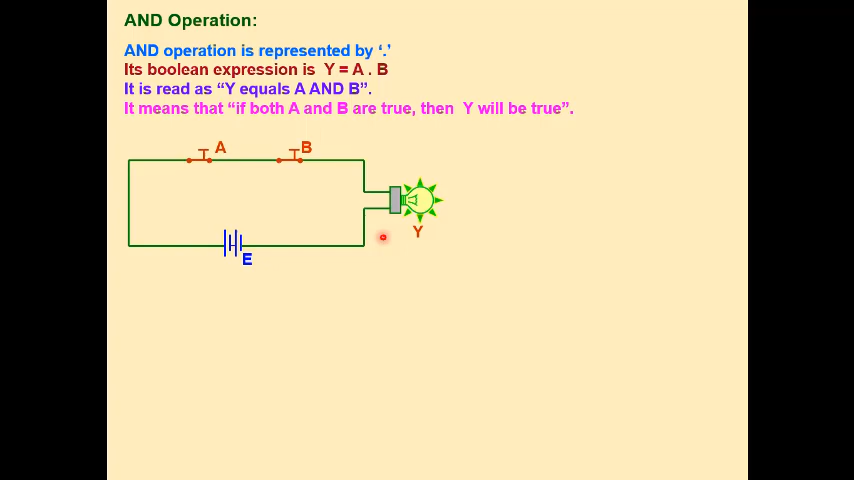 AND Operation:
AND operation is represented by ‘.’
Its boolean expression is Y = A . B
It is read as “Y equals A AND B”.
It means that “if both A and B are true, then Y will be true”.
A B
Y
E